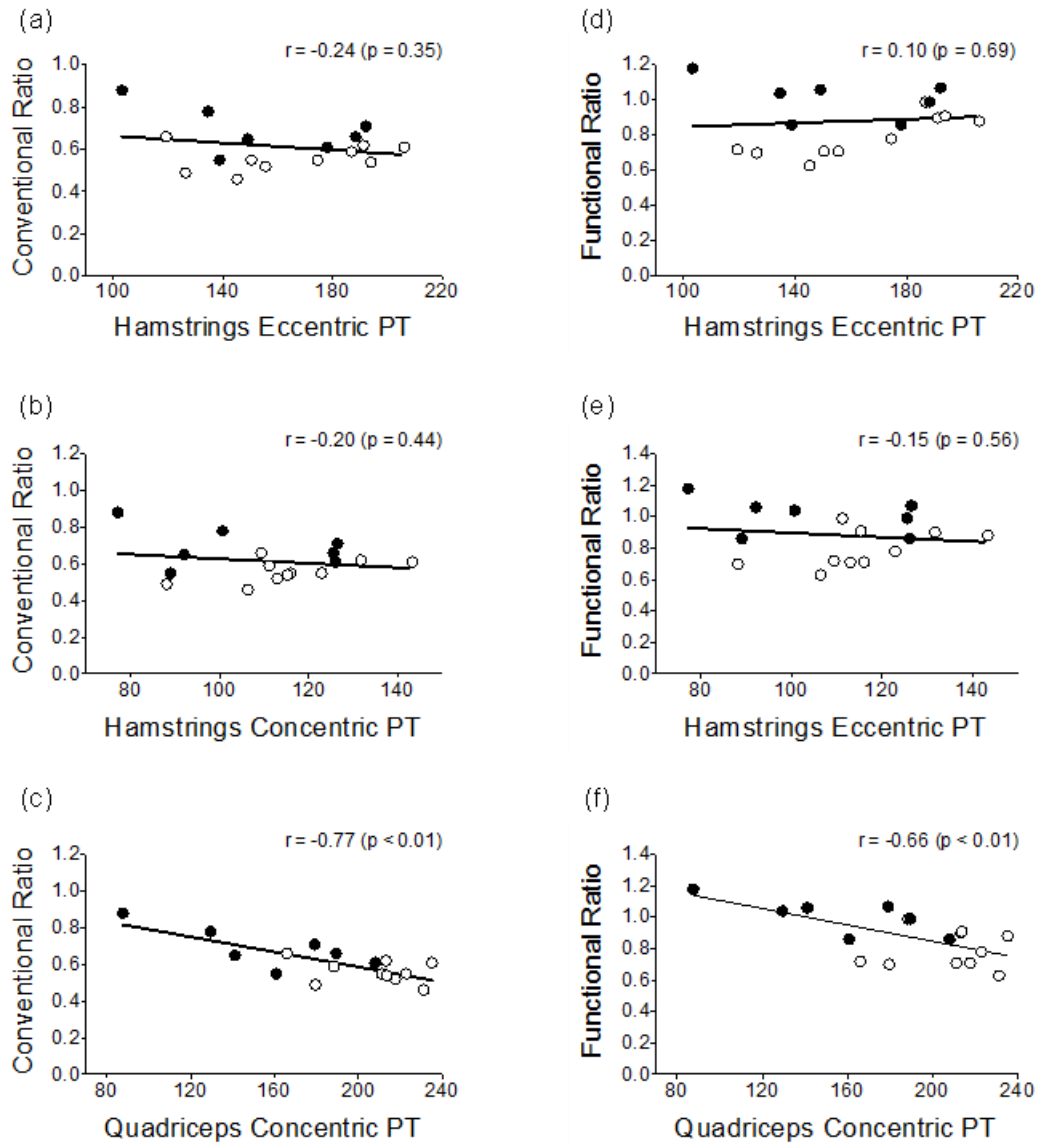 (a)
r = -0.24 (p = 0.35)
Conventional Ratio
1.0
0.8
0.6
0.4
0.2
0.0
100 140 180 220
Hamstrings Eccentric PT
(d)
r = 0.10 (p = 0.69)
Functional Ratio
1.2
1.0
0.8
0.6
0.4
0.2
0.0
100 140 180 220
Hamstrings Eccentric PT
(b)
r = -0.20 (p = 0.44)
Conventional Ratio
1.2
1.0
0.8
0.6
0.4
0.2
0.0
80 100 120 140
Hamstrings Concentric PT
(e)
r = -0.15 (p = 0.56)
Functional Ratio
1.4
1.2
1.0
0.8
0.6
0.4
0.2
0.0
80 100 120 140
Hamstrings Eccentric PT
(c)
r = -0.77 (p < 0.01)
Conventional Ratio
1.2
1.0
0.8
0.6
0.4
0.2
0.0
80 120 160 200 240
Quadriceps Concentric PT
(f)
r = -0.66 (p < 0.01)
Functional Ratio
1.4
1.2
1.0
0.8
0.6
0.4
0.2
0.0
80 120 160 200 240
Quadriceps Concentric PT